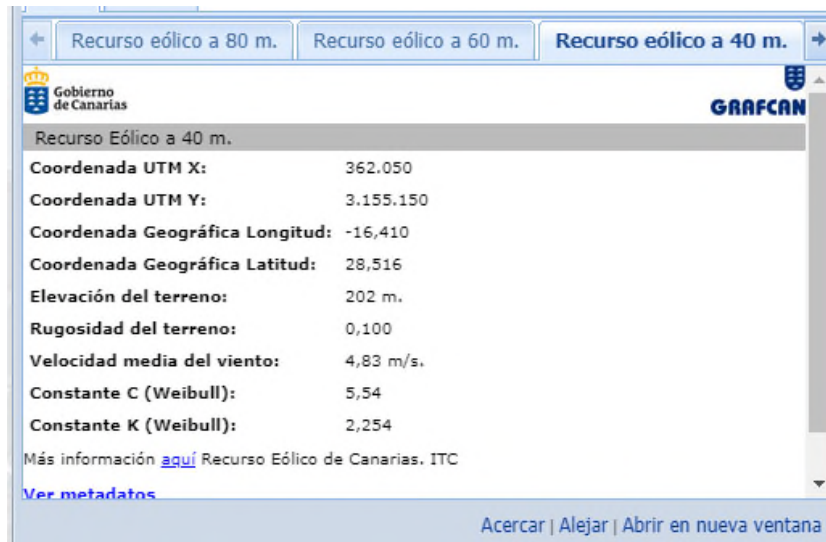 Recurso eólico a 80 m. Recurso eólico a 60 m. Recurso eólico a 40 m.
Gobierno
de Canarias
GRAFCAN
Recurso Eólico a 40 m.
Coordenada UTM X: 362.050
Coordenada UTM Y: 3.155.150
Coordenada Geográfica Longitud: -16,410
Coordenada Geográfica Latitud: 28,516
Elevación del terreno: 202 m.
Rugosidad del terreno: 0,100
Velocidad media del viento: 4,83 m/s.
Constante C (Weibull): 5,54
Constante K (Weibull): 2,254
Más información aquí Recurso Eólico de Canarias. ITC
Ver metadatos
Acercar | Alejar | Abrir en nueva ventana